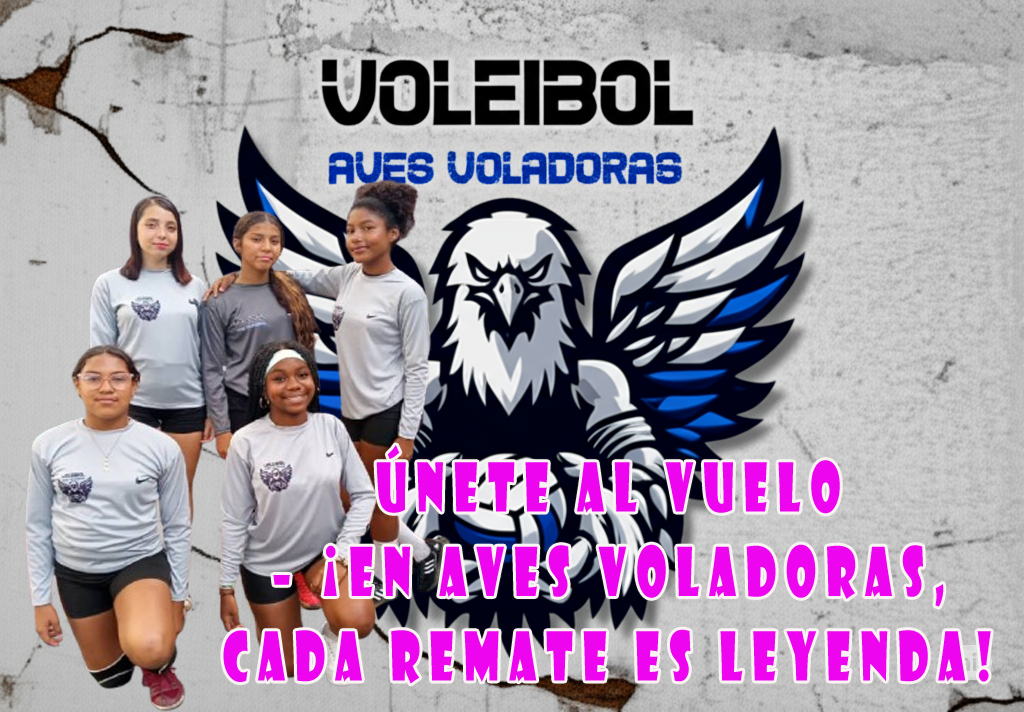 VOLEIBOL
AVES VOLADORAS
ÚNETE AL VUELO
- ¡EN AVES VOLADORAS,
CADA REMATE ES LEYENDA!